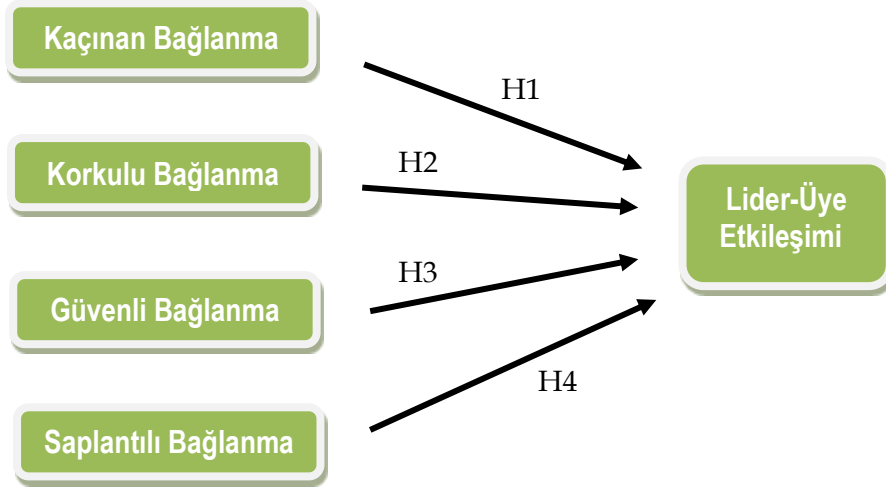 Kaçınan Bağlanma
H1
Korkulu Bağlanma
H2
Lider-Üye
Etkileşimi
Güvenli Bağlanma
H3
Saplantılı Bağlanma
H4